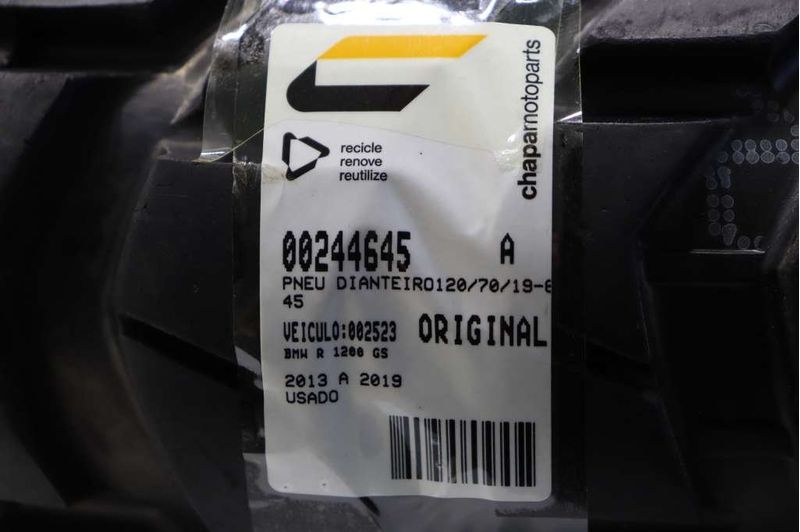 chapamotoparts
recicle
renove
reutilize
00244645 A
PNEU DIANTEIRO120/70/19-6
45
VEICULO:002523 ORIGINAL
BMW R 1200 GS
2013 A 2019
USADO